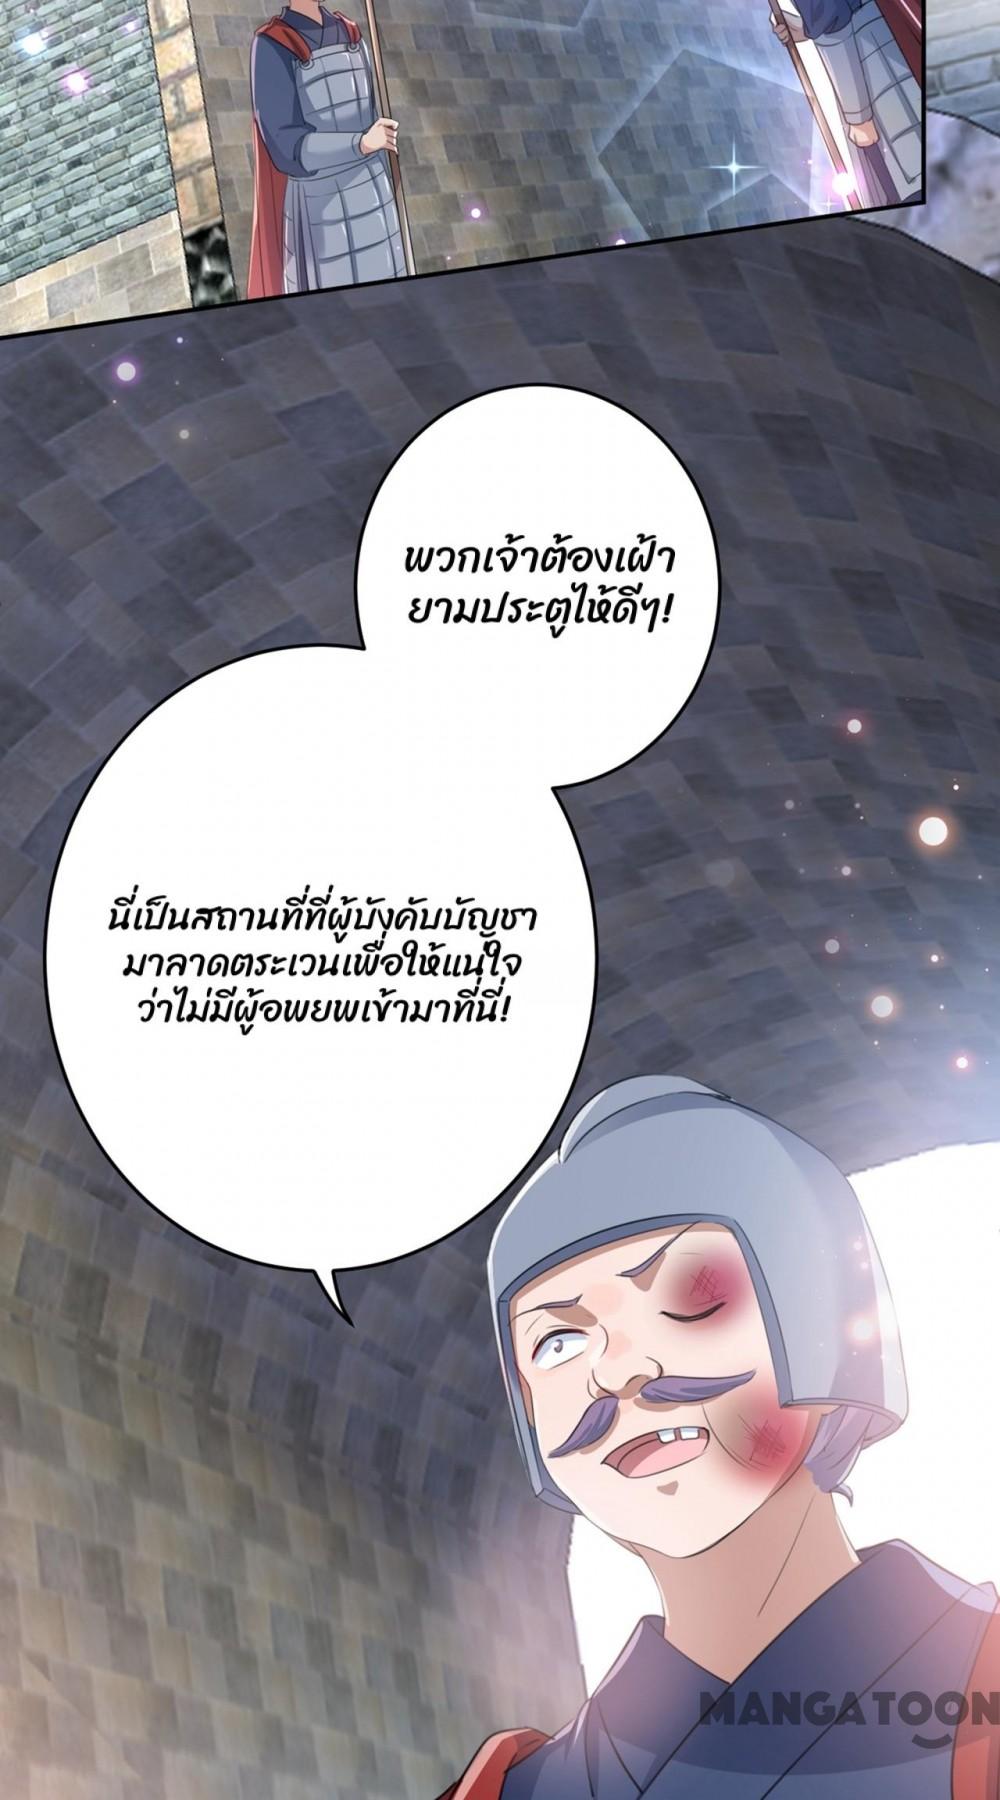 พวกเจ้าต้องเฝ้า
ยามประตูให้ดีๆ!
นี่เป็นสถานที่ที่ผู้บังคับบัญชา
มาลาดตระเวนเพื่อให้แน่ใจ
ว่าไม่มีผู้อพยพเข้ามาที่นี่!
MANGATOON